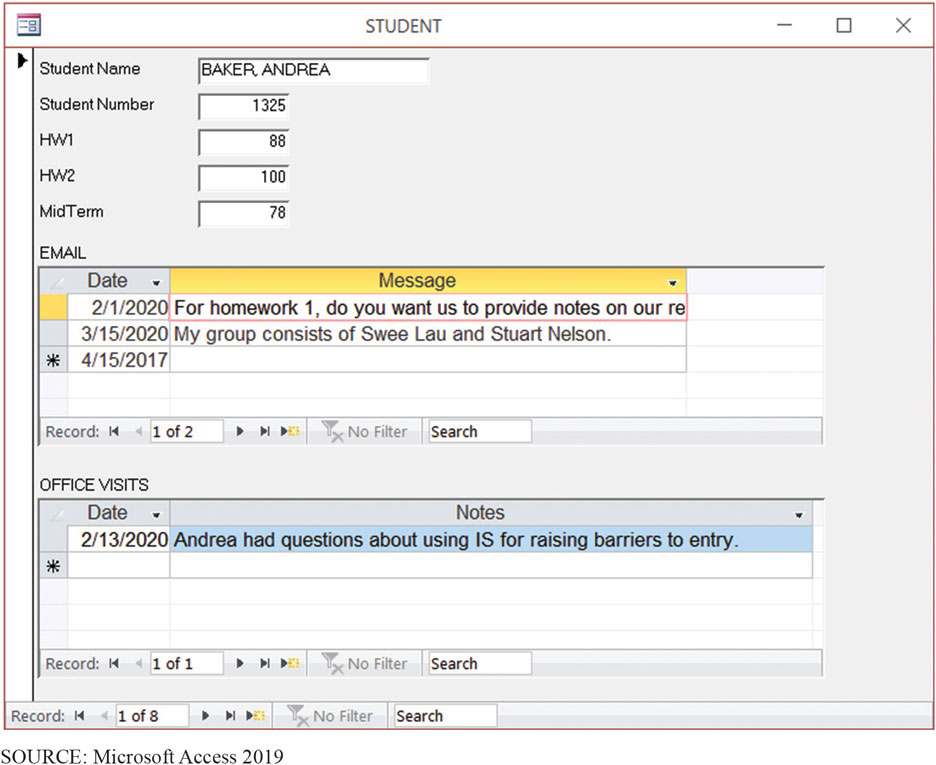 STUDENT
Student Name BAKER, ANDREA
Student Number 1325
HW1 88
HW2 100
MidTerm 78
EMAIL
Date Message
2/1/2020 For homework 1, do you want us to provide notes on our re
3/15/2020 My group consists of Swee Lau and Stuart Nelson.
4/15/2017
Record: 1 of 2 No Filter Search
OFFICE VISITS
Date Notes
2/13/2020 Andrea had questions about using IS for raising barriers to entry.
Record: 1 of 1 No Filter Search
Record: 1 of 8 No Filter Search
SOURCE: Microsoft Access 2019